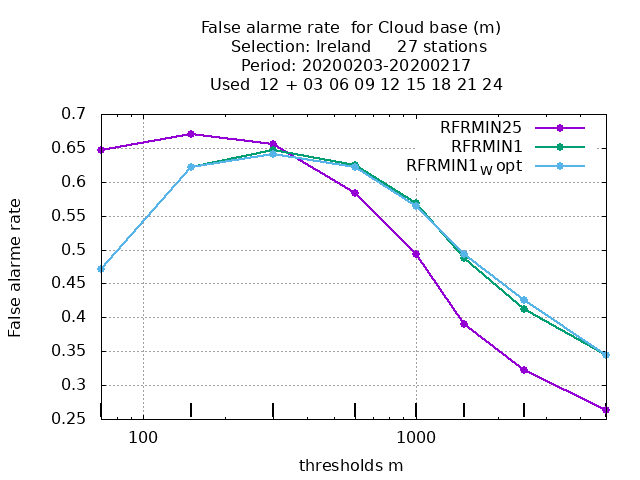 False alarme rate  for Cloud base (m)
Selection: Ireland     27 stations
Period: 20200203-20200217
Used  12 + 03 06 09 12 15 18 21 24
0.7
0.65
0.6
0.55
0.5
0.45
0.4
0.35
0.3
0.25
False alarme rate
RFRMIN25
RFRMIN1
RFRMIN1W opt
100
1000
thresholds m